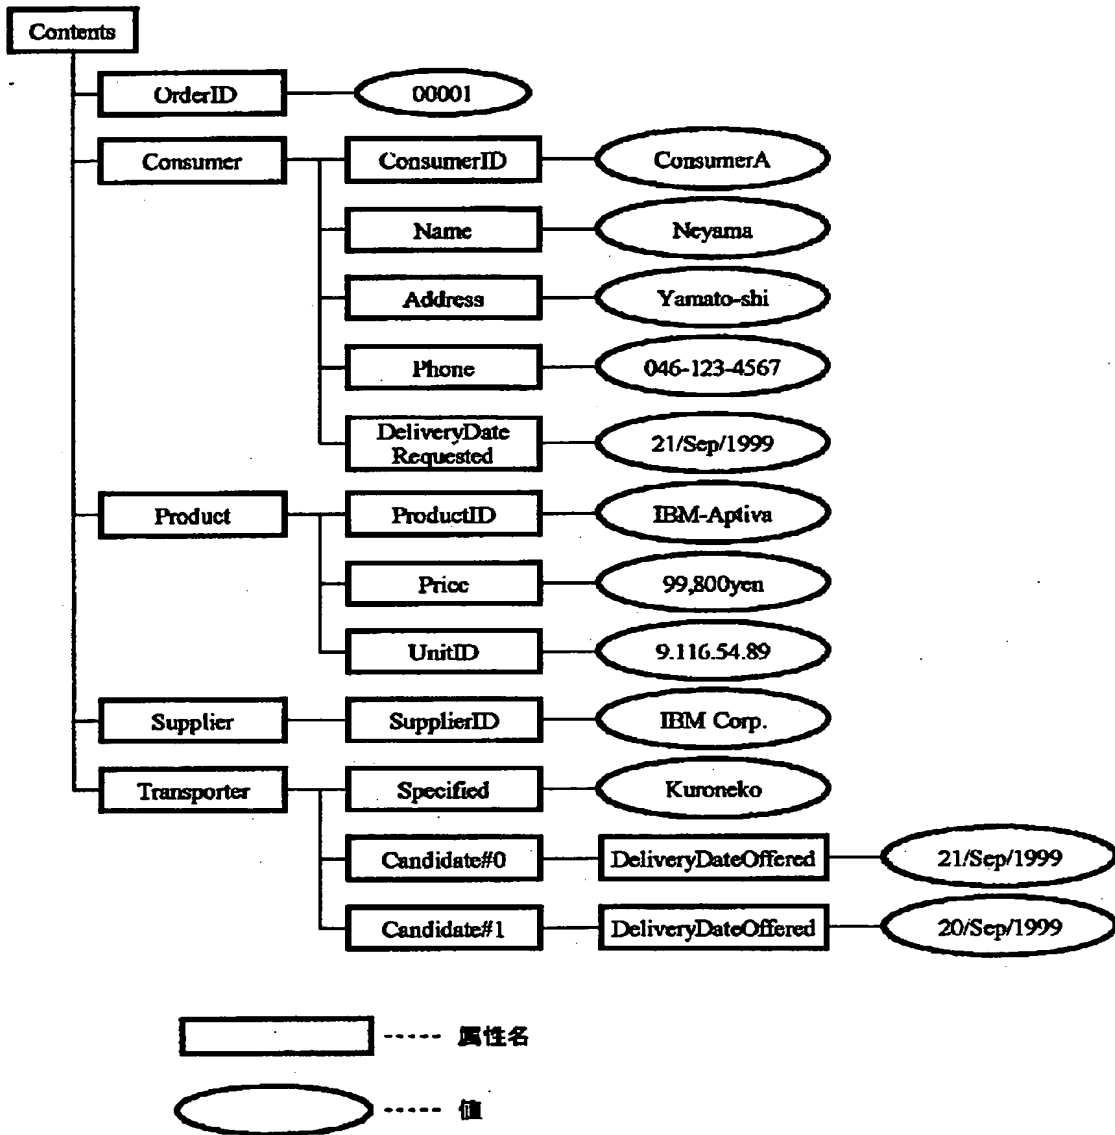 Contents
OrderID 00001
Consumer ConsumerID ConsumerA
Name Neyama
Address Yamato-shi
Phone 046-123-4567
DeliveryDate
Requested 21/Sep/1999
Product ProductID IBM-Aptiva
Price 99,800yen
UnitID 9.116.54.89
Supplier SupplierID IBM Corp.
Transporter Specified Kuroneko
Candidate#0 DeliveryDateOffered 21/Sep/1999
Candidate#1 DeliveryDateOffered 20/Sep/1999
----- 属性名
----- 値